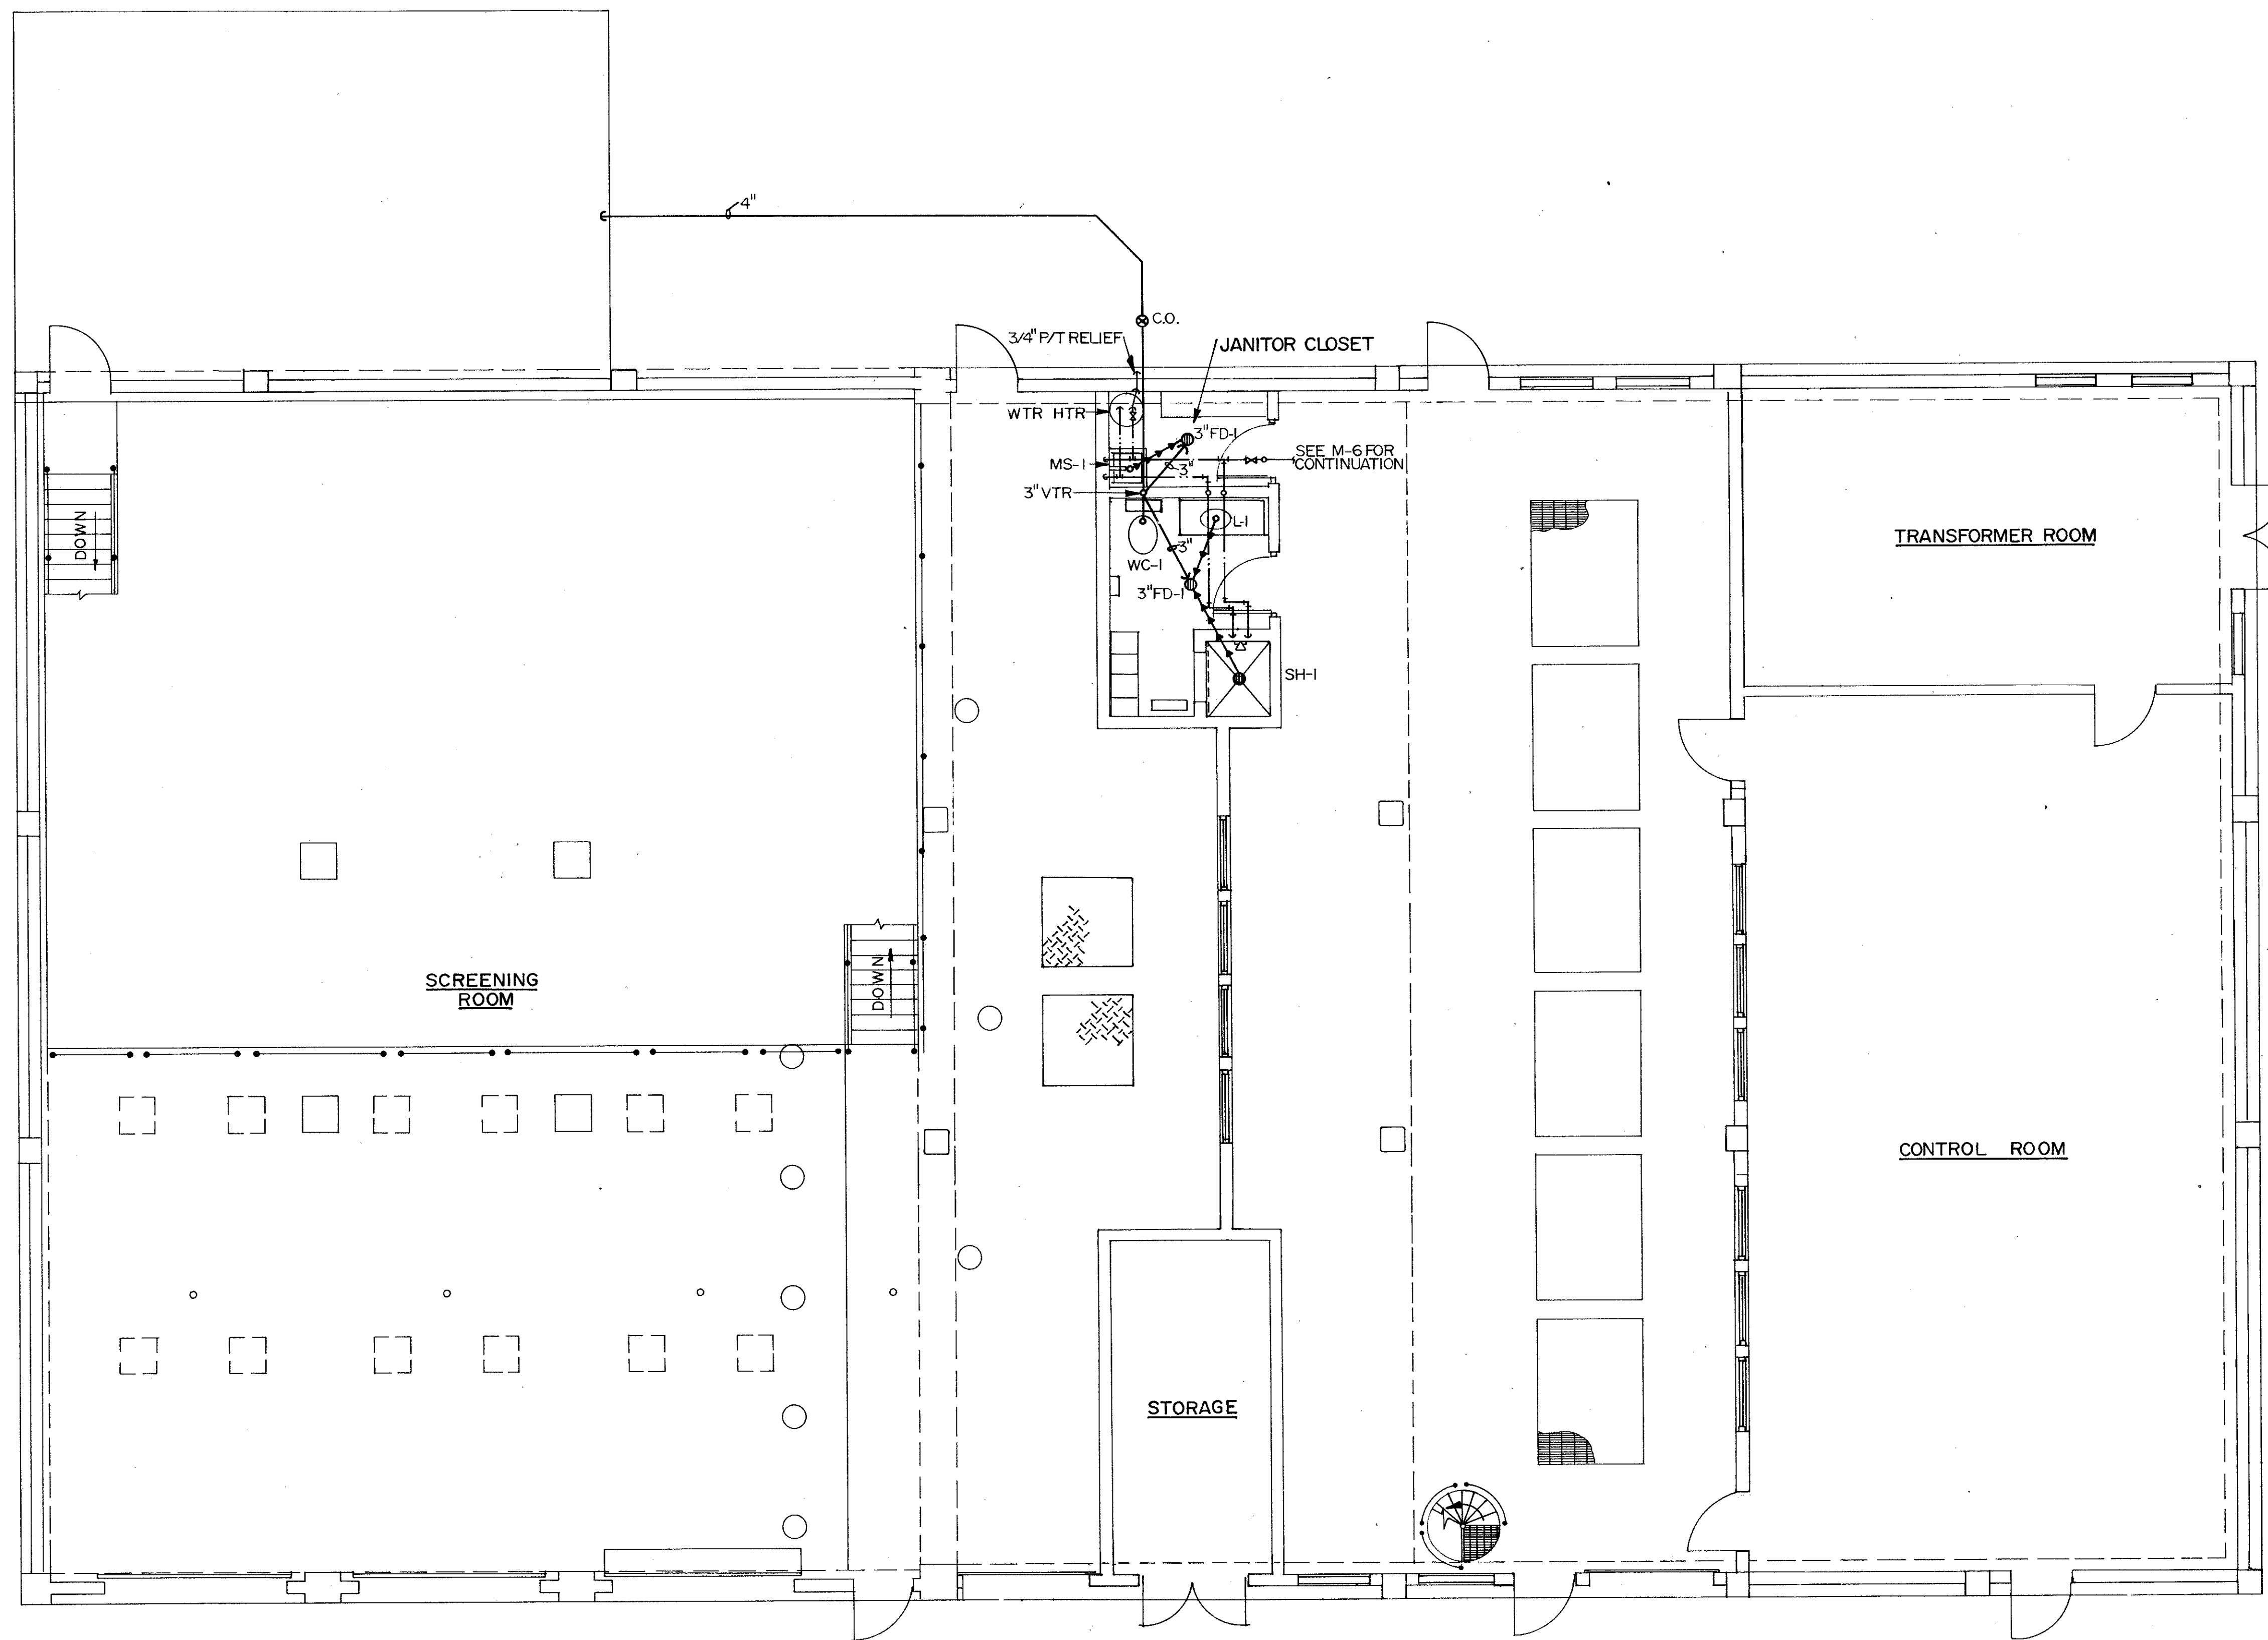 4"
C.O.
3/4" P/T RELIEF
JANITOR CLOSET
WTR HTR
3" FD-1
SEE M-6 FOR
CONTINUATION
MS-1
3"
3" VTR
L-1
DOWN
TRANSFORMER ROOM
3"
WC-1
3" FD-1
SH-1
SCREENING
ROOM
DOWN
CONTROL ROOM
STORAGE